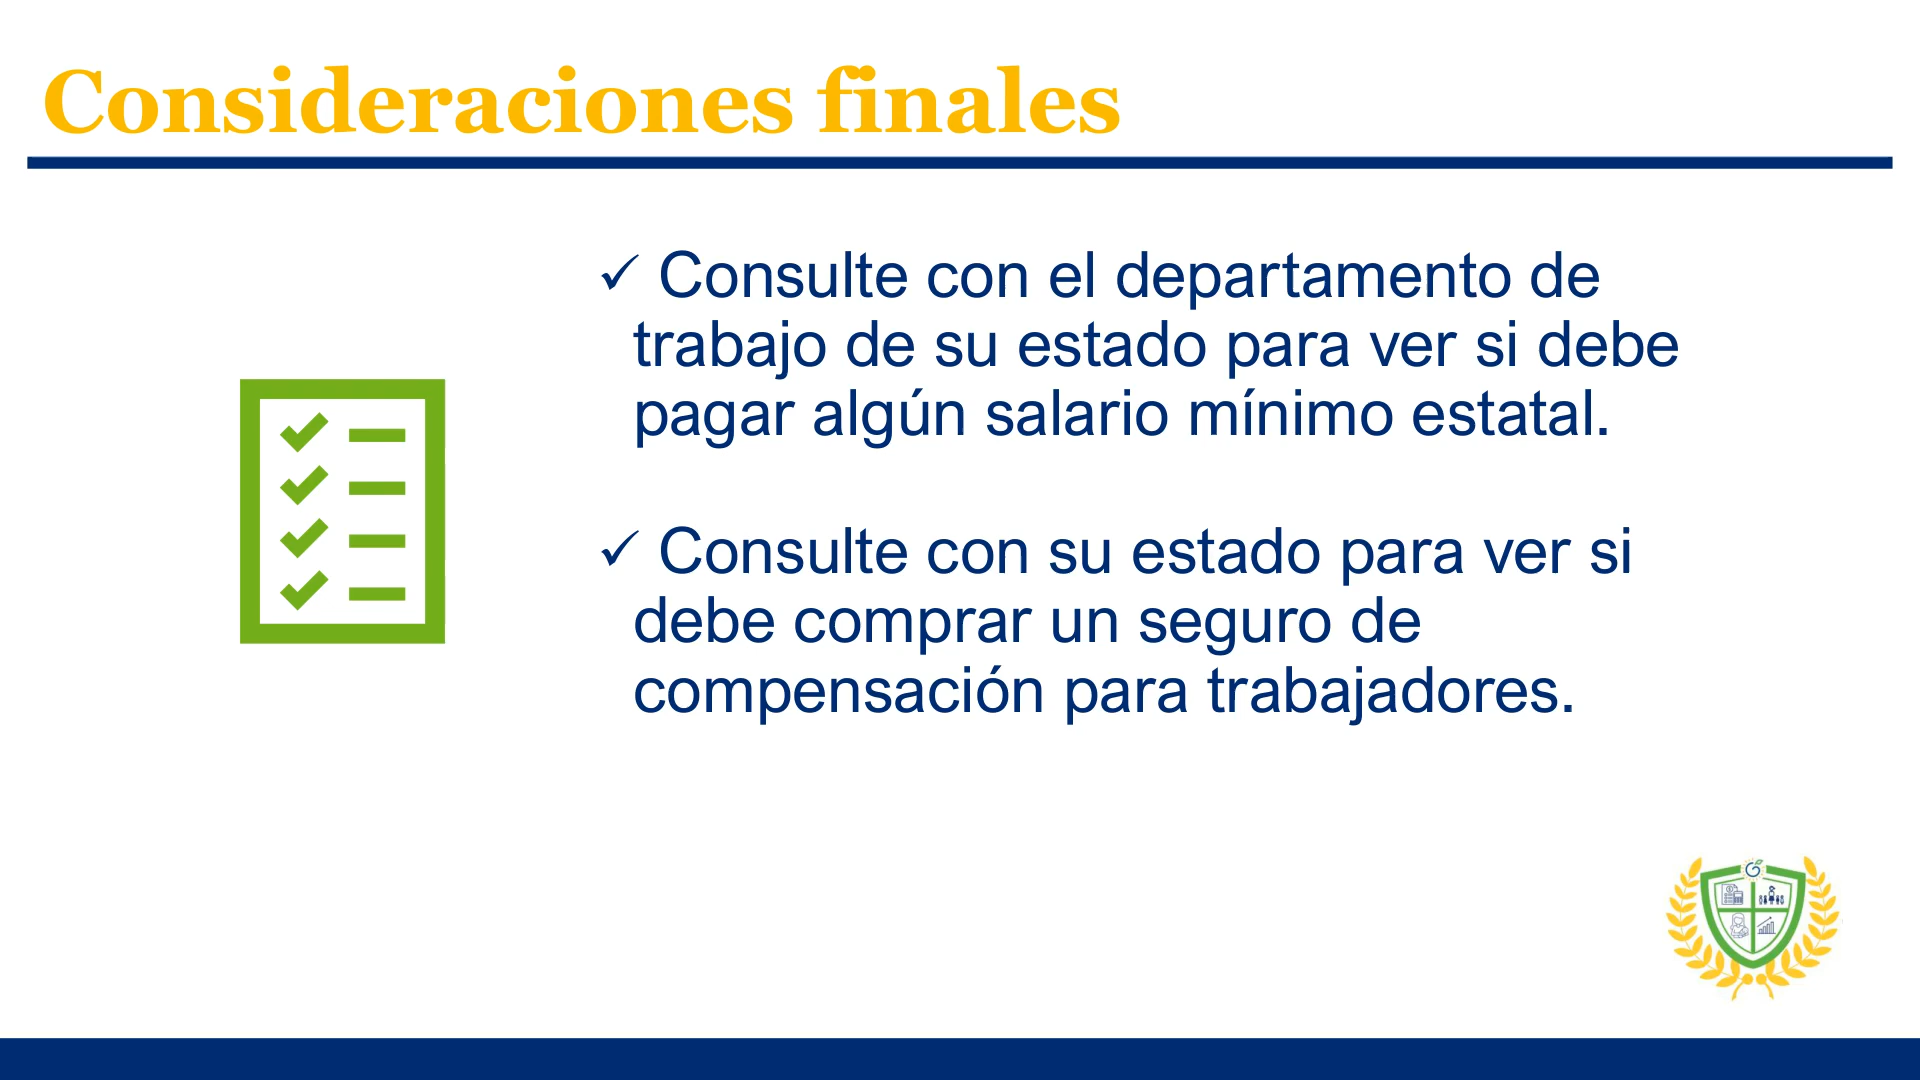 Consideraciones finales
✓ Consulte con el departamento de
trabajo de su estado para ver si debe
pagar algún salario mínimo estatal.
✓ Consulte con su estado para ver si
debe comprar un seguro de
compensación para trabajadores.